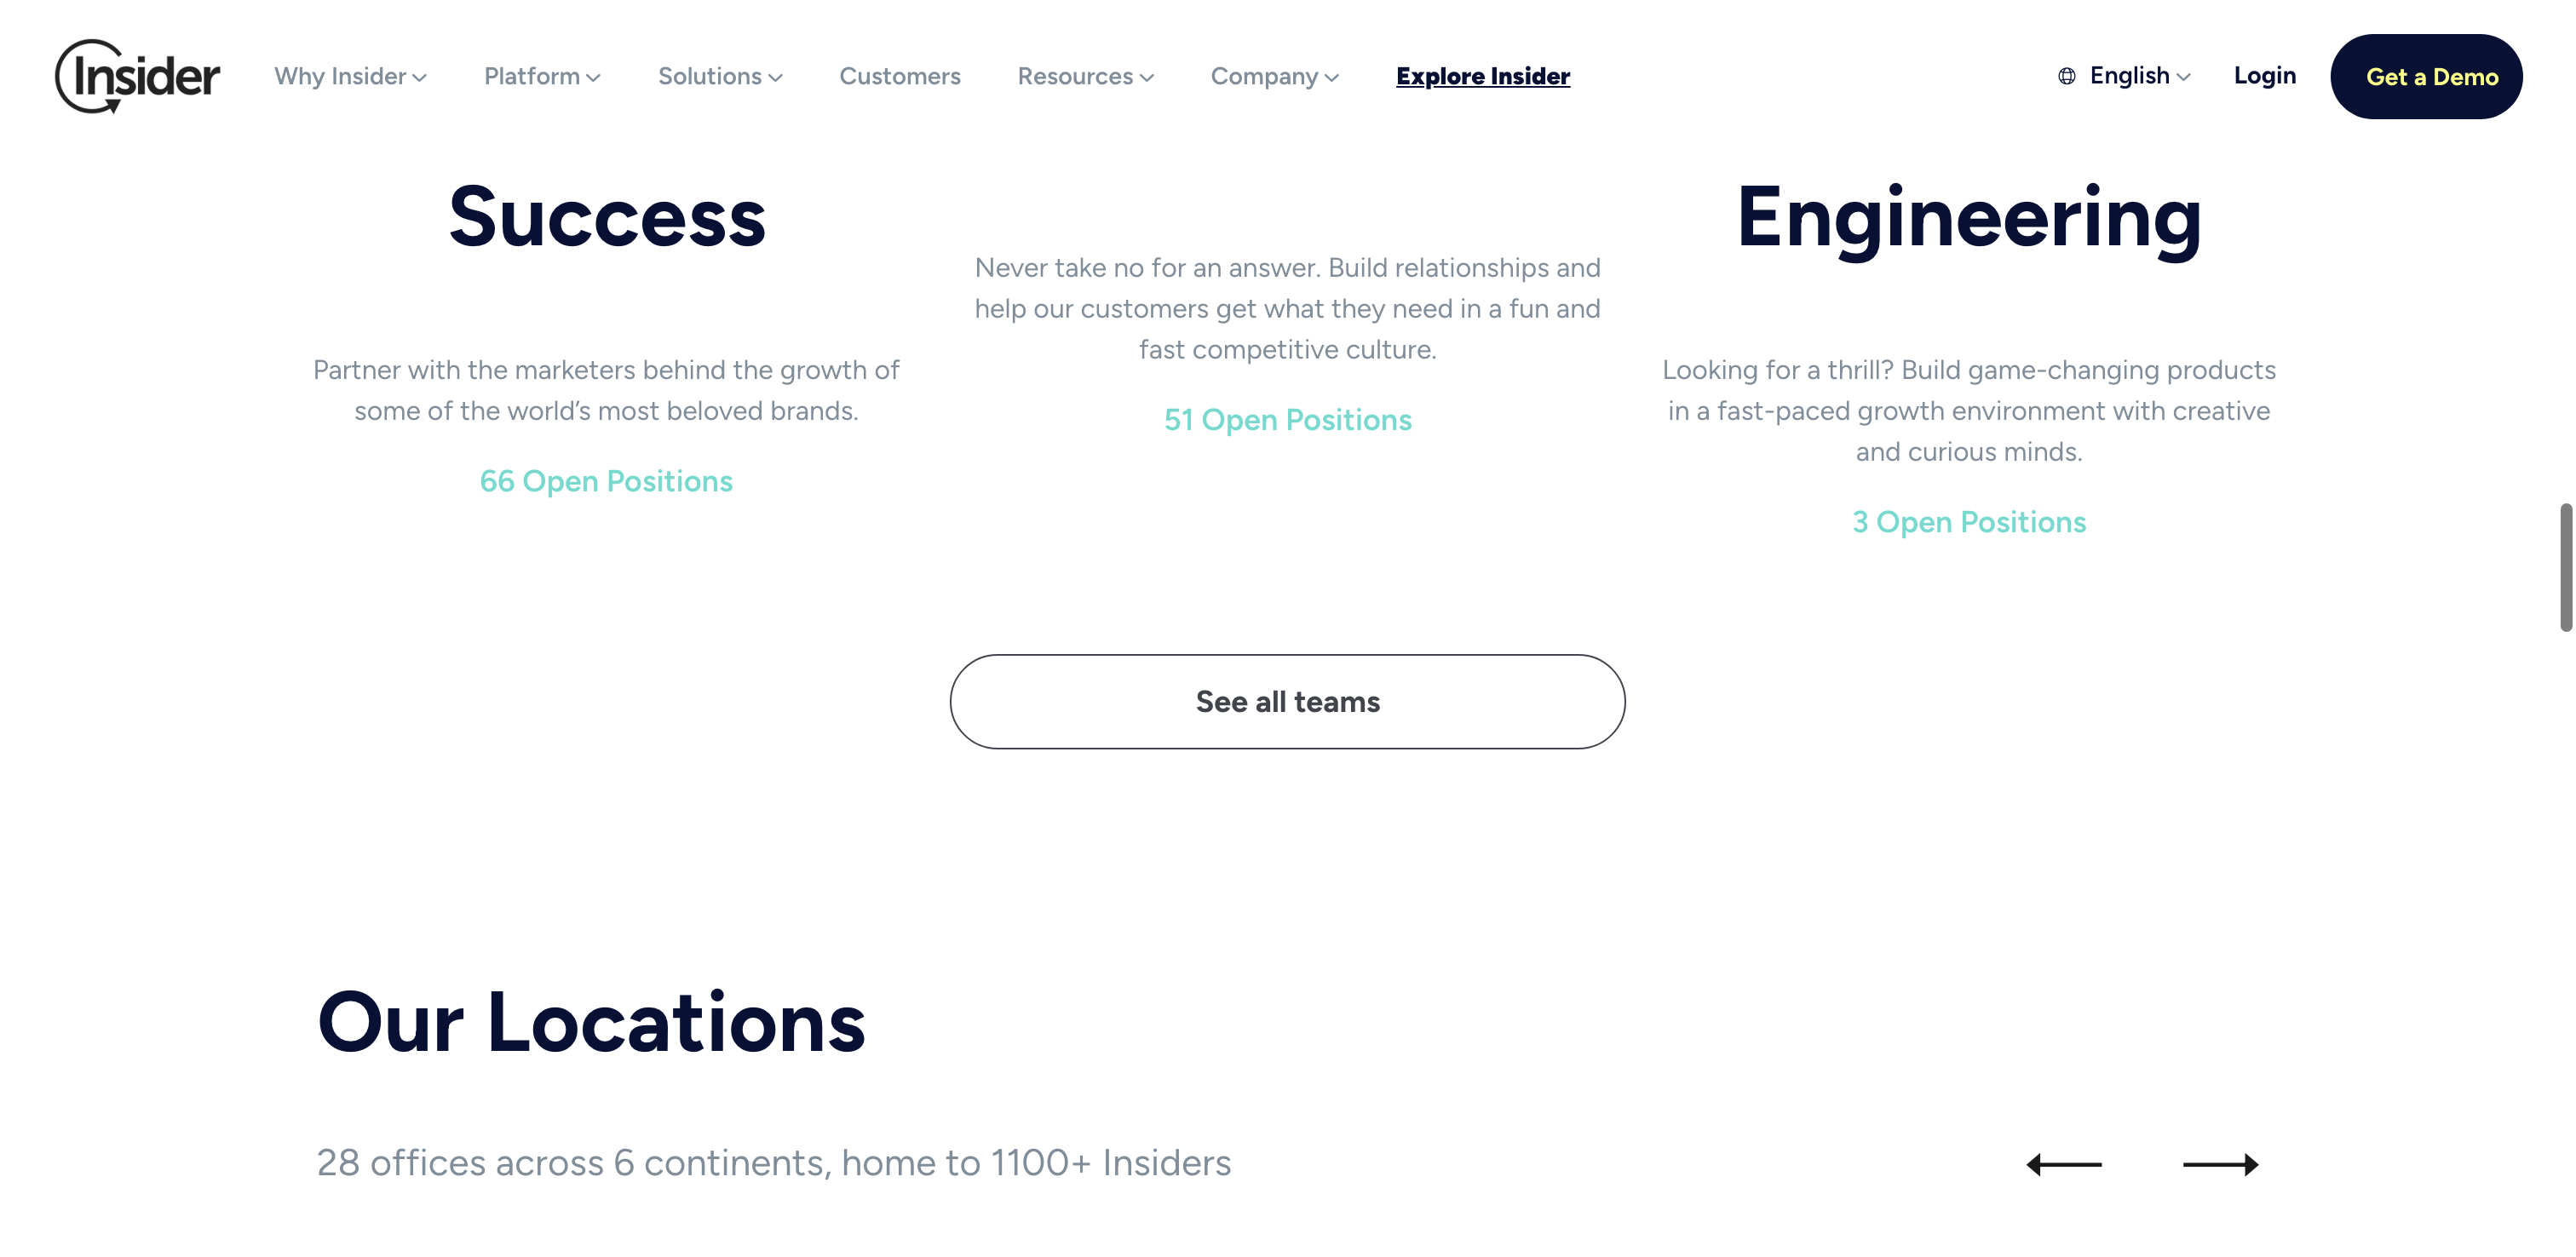 Insider
Why Insider
Platform
Solutions
Customers
Resources
Company
Explore Insider
English
Login
Get a Demo
Success
Partner with the marketers behind the growth of
some of the world’s most beloved brands.
66 Open Positions
Never take no for an answer. Build relationships and
help our customers get what they need in a fun and
fast competitive culture.
51 Open Positions
Engineering
Looking for a thrill? Build game-changing products
in a fast-paced growth environment with creative
and curious minds.
3 Open Positions
See all teams
Our Locations
28 offices across 6 continents, home to 1100+ Insiders